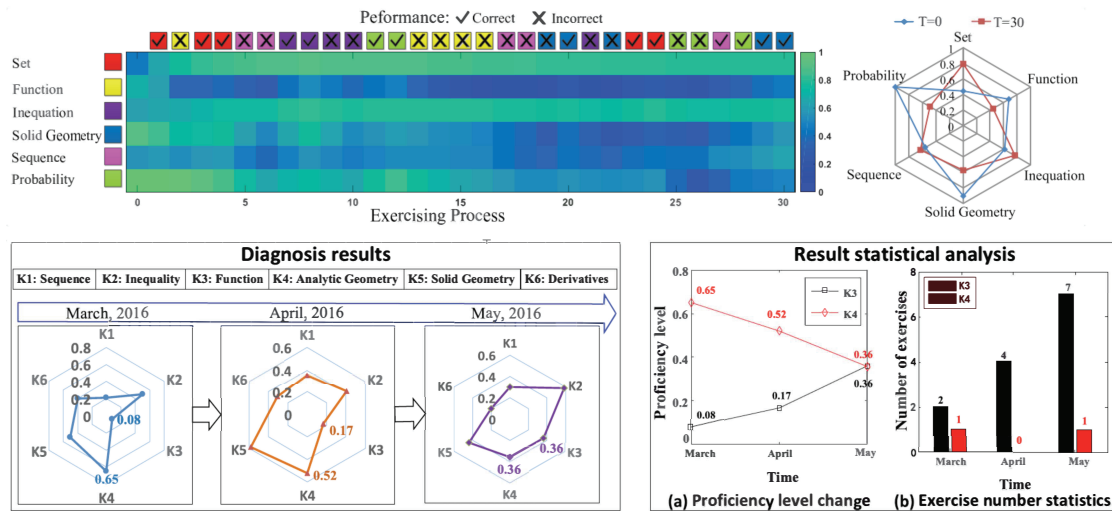 Peformance: Correct Incorrect
Set
Function
Inequation
Solid Geometry
Sequence
Probability
0 5 10 15 20 25 30
Exercising Process
1
0.8
0.6
0.4
0.2
0
T=0 T=30
Set
Function
Inequation
Solid Geometry
Sequence
Probability
1
0.8
0.6
0.4
0.2
0
Diagnosis results
K1: Sequence K2: Inequality K3: Function K4: Analytic Geometry K5: Solid Geometry K6: Derivatives
March, 2016 April, 2016 May, 2016
K1
K2
K3
K4
K5
K6
0.8
0.6
0.4
0.2
0
0.08
0.65
K1
K2
K3
K4
K5
K6
0.6
0.4
0.2
0
0.17
0.52
K1
K2
K3
K4
K5
K6
0.6
0.4
0.2
0
0.36
0.36
Result statistical analysis
Proficiency level
0.8
0.6
0.4
0.2
0
0.65
0.52
0.36
0.36
0.17
0.08
K3
K4
March April May
Time
(a) Proficiency level change
Number of exercises
8
6
4
2
0
K3
K4
2
1
4
0
7
1
March April May
Time
(b) Exercise number statistics